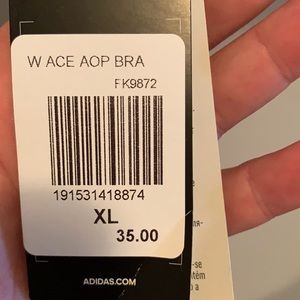 W ACE AOP BRA
FK9872
191531418874
XL
35.00
ADIDAS.COM